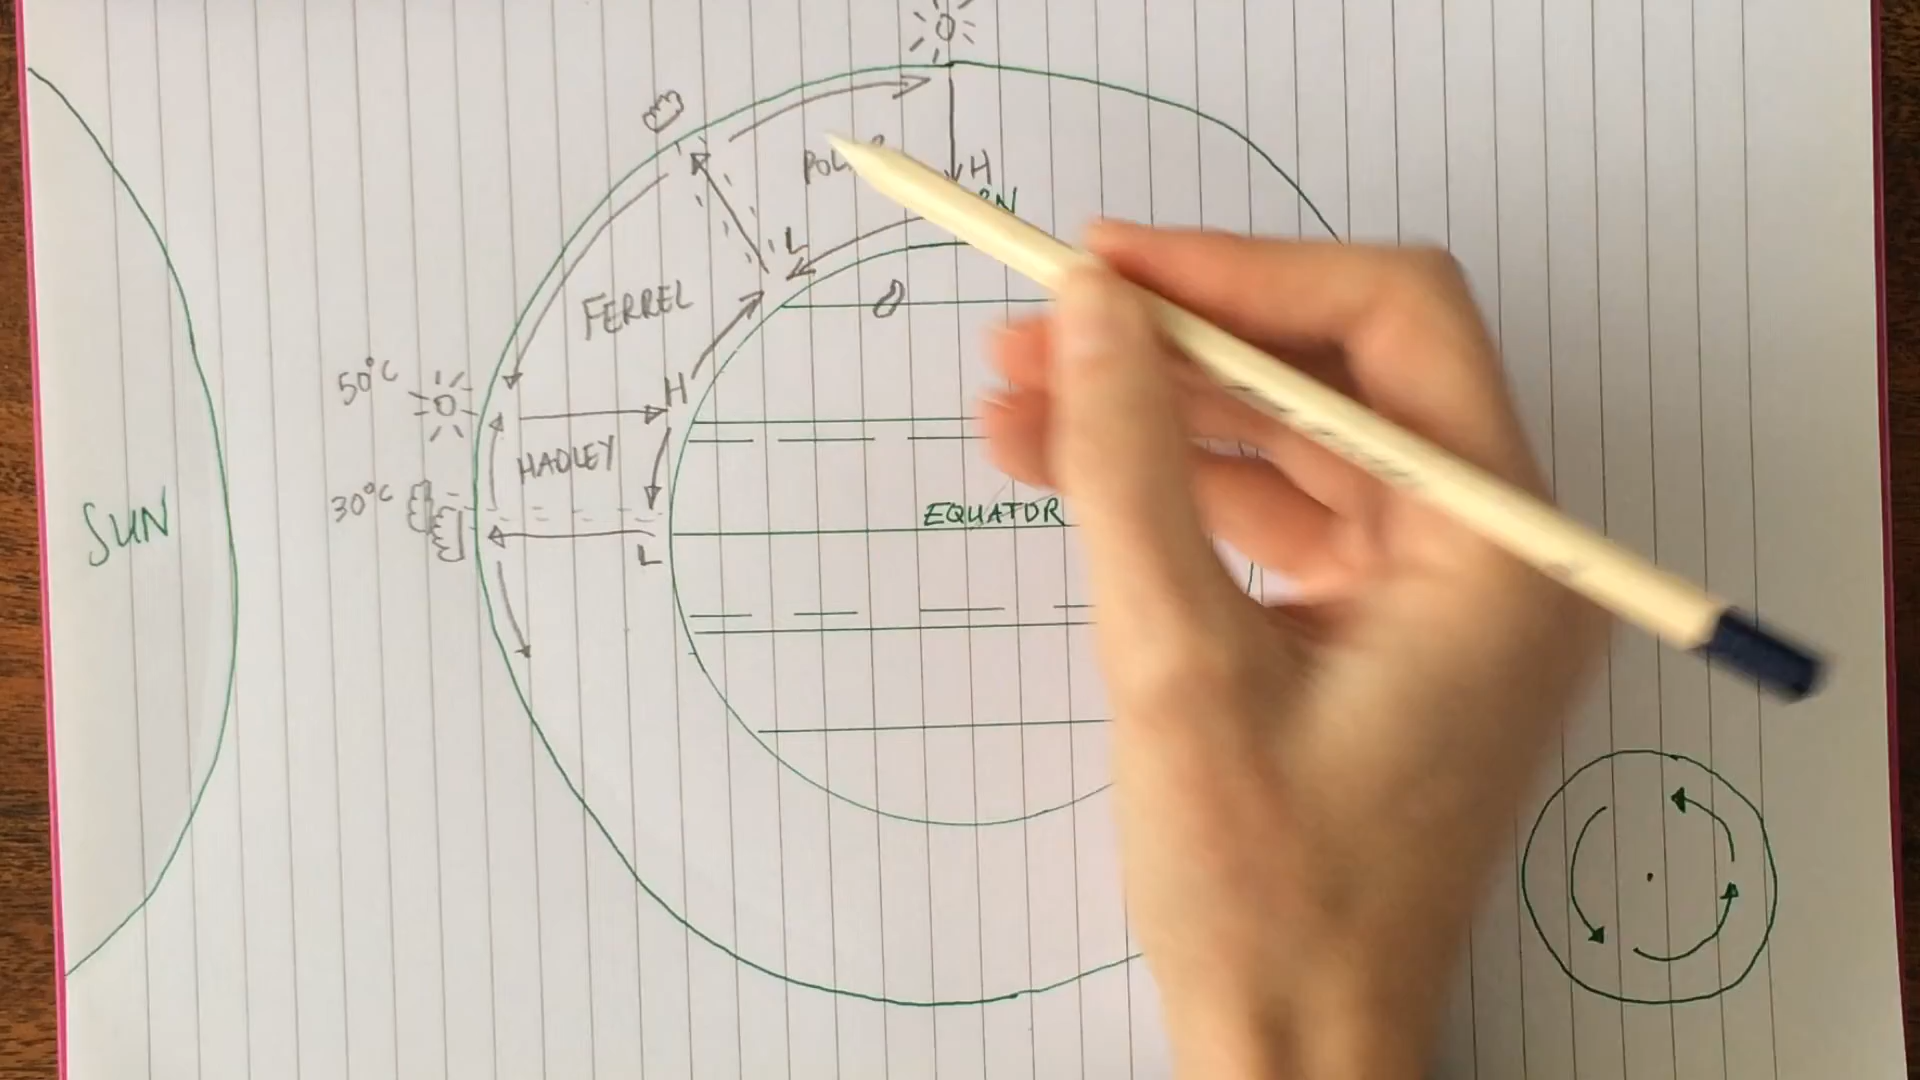 H
L
FERREL
50°C
H
HADLEY
30°C
SUN
EQUATOR
L